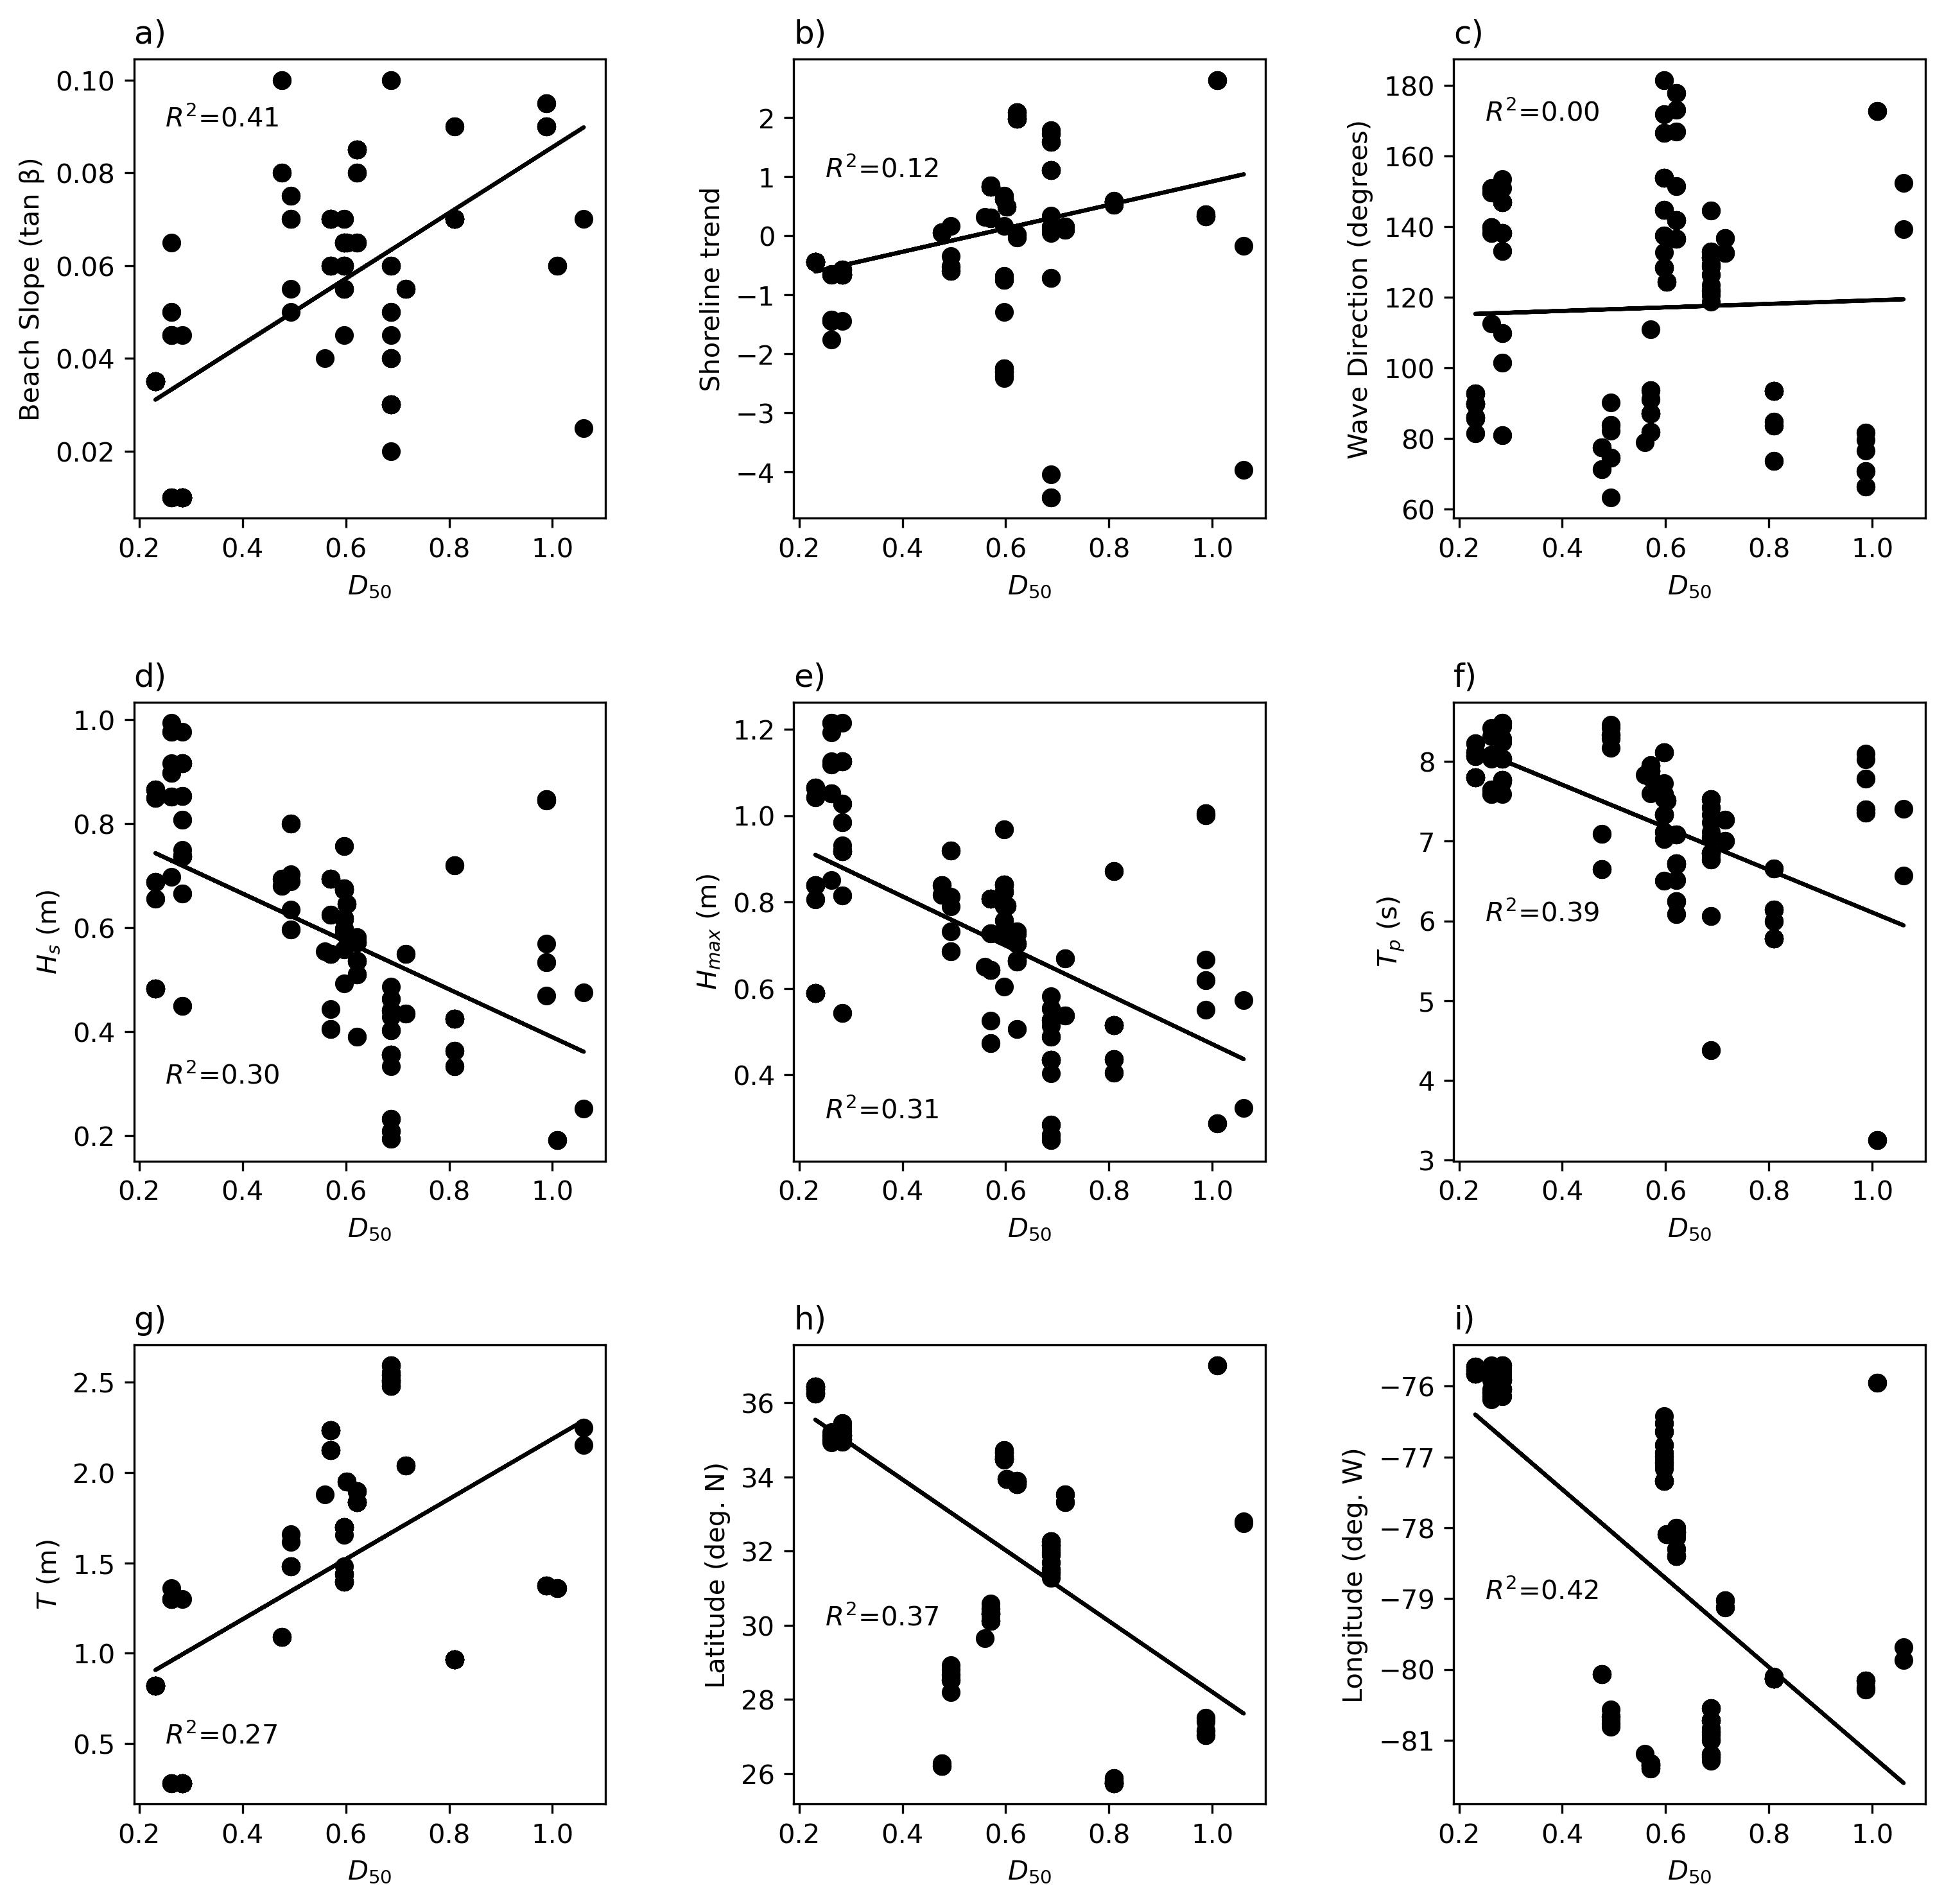 a)
0.10
0.08
0.06
0.04
0.02
Beach Slope (tan β)
R²=0.41
0.2 0.4 0.6 0.8 1.0
D₅₀
b)
2
1
0
−1
−2
−3
−4
Shoreline trend
R²=0.12
0.2 0.4 0.6 0.8 1.0
D₅₀
c)
180
160
140
120
100
80
60
Wave Direction (degrees)
R²=0.00
0.2 0.4 0.6 0.8 1.0
D₅₀
d)
1.0
0.8
0.6
0.4
0.2
Hₛ (m)
R²=0.30
0.2 0.4 0.6 0.8 1.0
D₅₀
e)
1.2
1.0
0.8
0.6
0.4
Hₘₐₓ (m)
R²=0.31
0.2 0.4 0.6 0.8 1.0
D₅₀
f)
8
7
6
5
4
3
Tₚ (s)
R²=0.39
0.2 0.4 0.6 0.8 1.0
D₅₀
g)
2.5
2.0
1.5
1.0
0.5
T (m)
R²=0.27
0.2 0.4 0.6 0.8 1.0
D₅₀
h)
36
34
32
30
28
26
Latitude (deg. N)
R²=0.37
0.2 0.4 0.6 0.8 1.0
D₅₀
i)
−76
−77
−78
−79
−80
−81
Longitude (deg. W)
R²=0.42
0.2 0.4 0.6 0.8 1.0
D₅₀